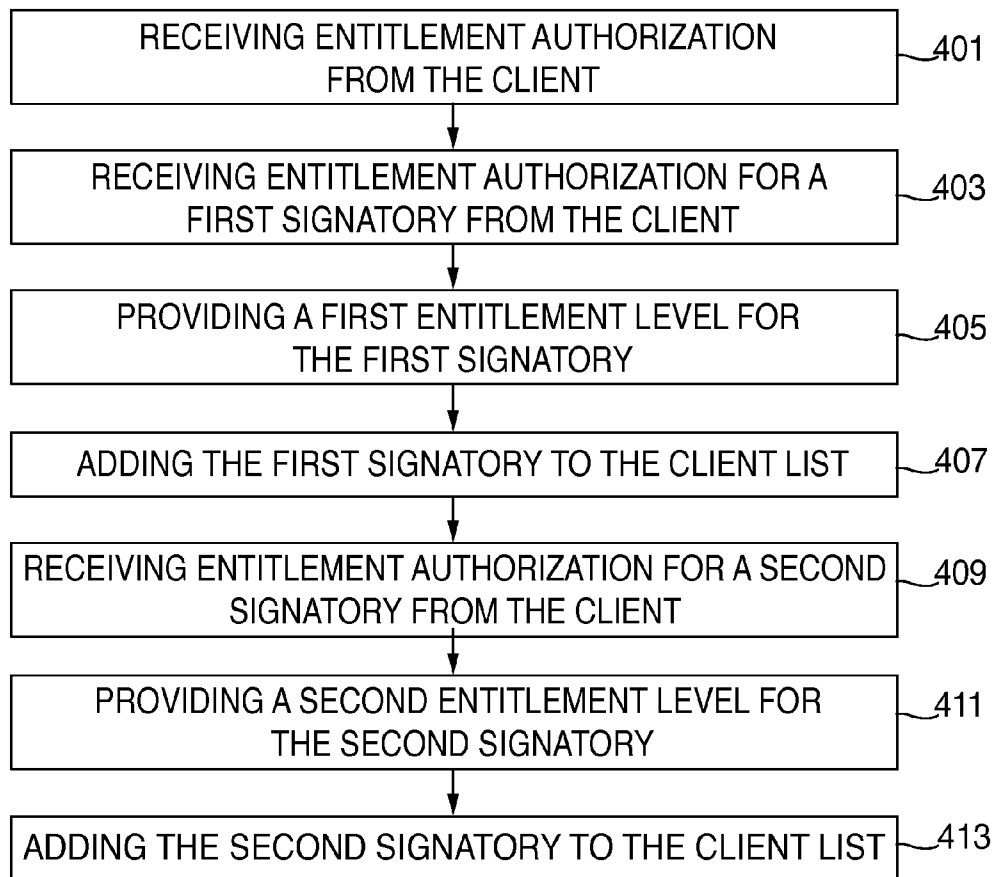 RECEIVING ENTITLEMENT AUTHORIZATION
FROM THE CLIENT
401
RECEIVING ENTITLEMENT AUTHORIZATION FOR A
FIRST SIGNATORY FROM THE CLIENT
403
PROVIDING A FIRST ENTITLEMENT LEVEL FOR
THE FIRST SIGNATORY
405
ADDING THE FIRST SIGNATORY TO THE CLIENT LIST
407
RECEIVING ENTITLEMENT AUTHORIZATION FOR A SECOND
SIGNATORY FROM THE CLIENT
409
PROVIDING A SECOND ENTITLEMENT LEVEL FOR
THE SECOND SIGNATORY
411
ADDING THE SECOND SIGNATORY TO THE CLIENT LIST
413